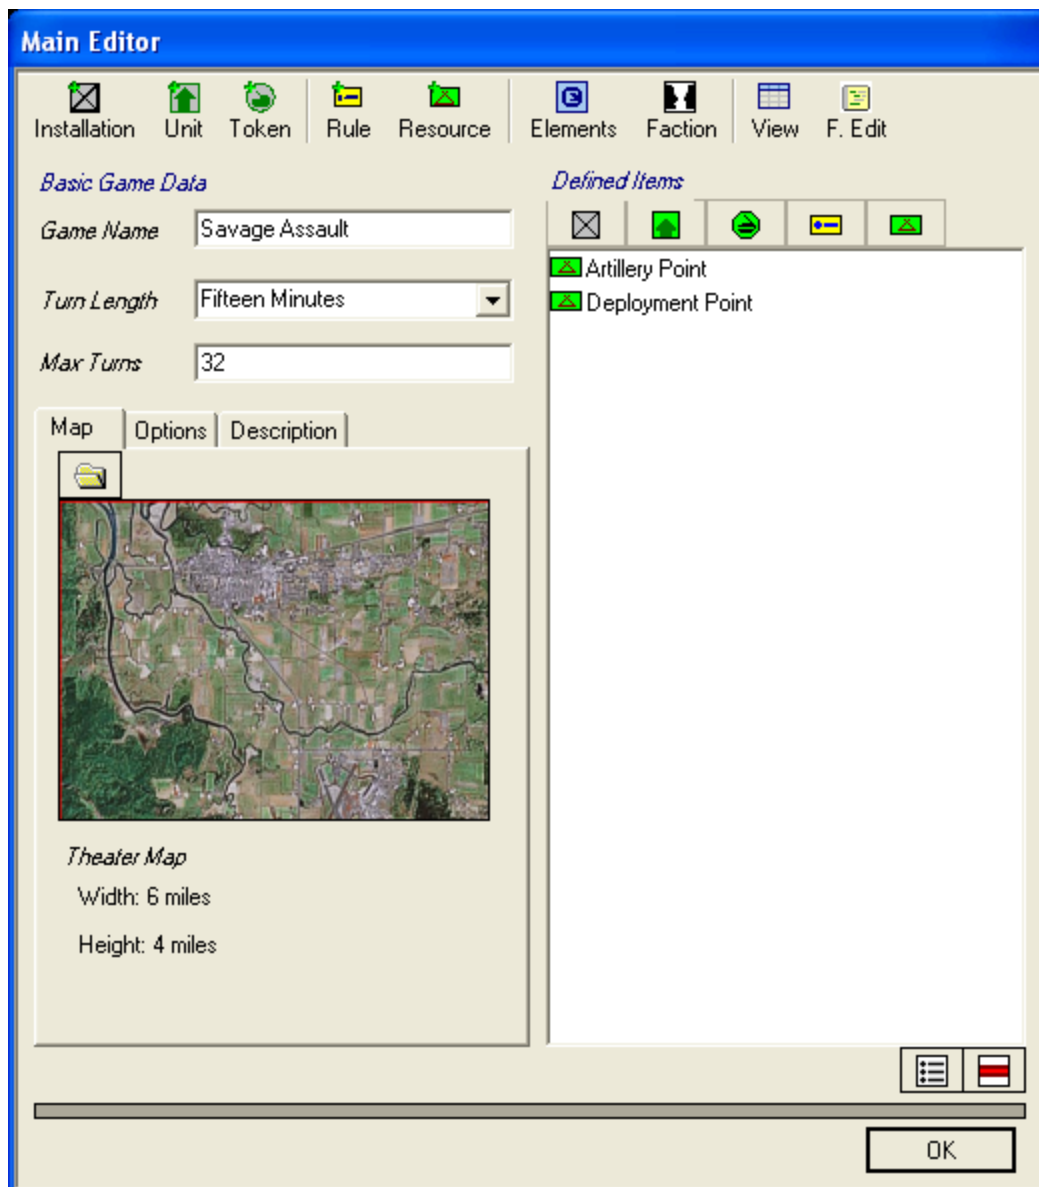 Main Editor
Installation Unit Token Rule Resource Elements Faction View F. Edit
Basic Game Data
Game Name Savage Assault
Turn Length Fifteen Minutes
Max Turns 32
Map Options Description
Theater Map
Width: 6 miles
Height: 4 miles
Defined Items
Artillery Point
Deployment Point
OK